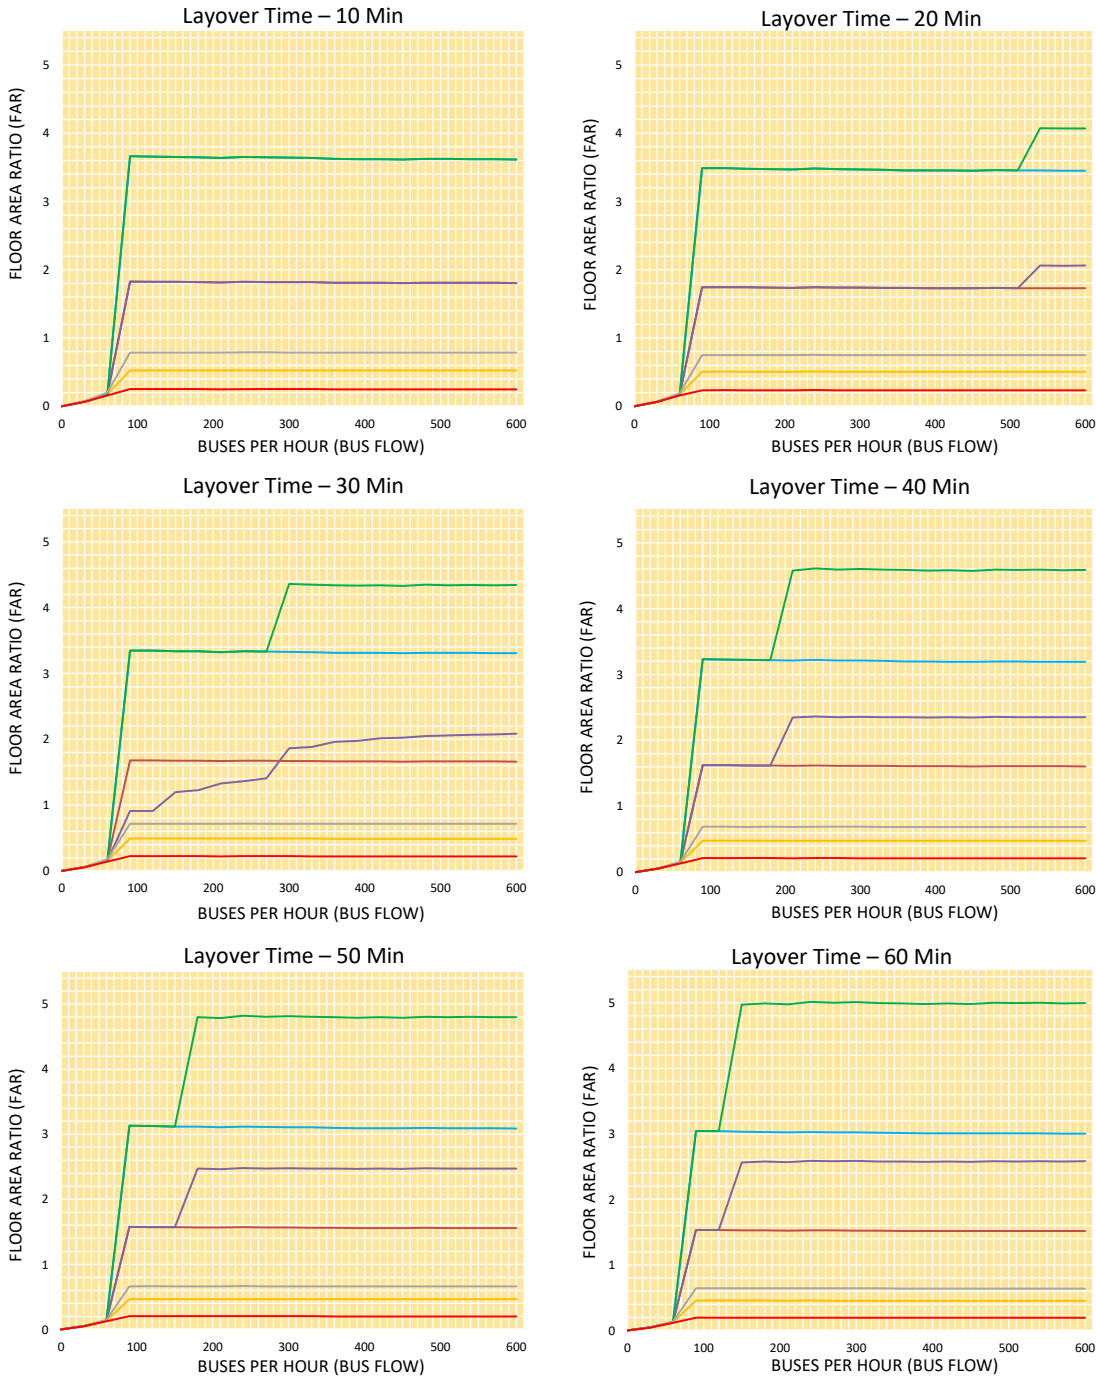 Layover Time – 10 Min
FLOOR AREA RATIO (FAR)
5
4
3
2
1
0
0 100 200 300 400 500 600
BUSES PER HOUR (BUS FLOW)
Layover Time – 20 Min
FLOOR AREA RATIO (FAR)
5
4
3
2
1
0
0 100 200 300 400 500 600
BUSES PER HOUR (BUS FLOW)
Layover Time – 30 Min
FLOOR AREA RATIO (FAR)
5
4
3
2
1
0
0 100 200 300 400 500 600
BUSES PER HOUR (BUS FLOW)
Layover Time – 40 Min
FLOOR AREA RATIO (FAR)
5
4
3
2
1
0
0 100 200 300 400 500 600
BUSES PER HOUR (BUS FLOW)
Layover Time – 50 Min
FLOOR AREA RATIO (FAR)
5
4
3
2
1
0
0 100 200 300 400 500 600
BUSES PER HOUR (BUS FLOW)
Layover Time – 60 Min
FLOOR AREA RATIO (FAR)
5
4
3
2
1
0
0 100 200 300 400 500 600
BUSES PER HOUR (BUS FLOW)